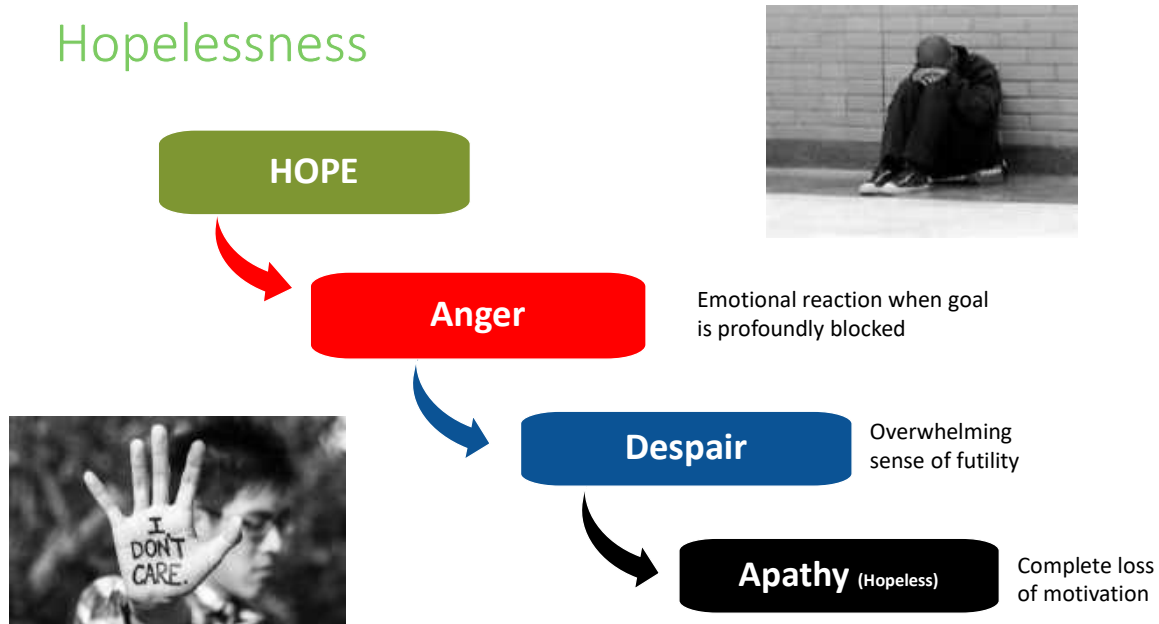 Hopelessness
HOPE
Anger
Emotional reaction when goal
is profoundly blocked
Despair
Overwhelming
sense of futility
I
DON'T
CARE.
Apathy (Hopeless)
Complete loss
of motivation